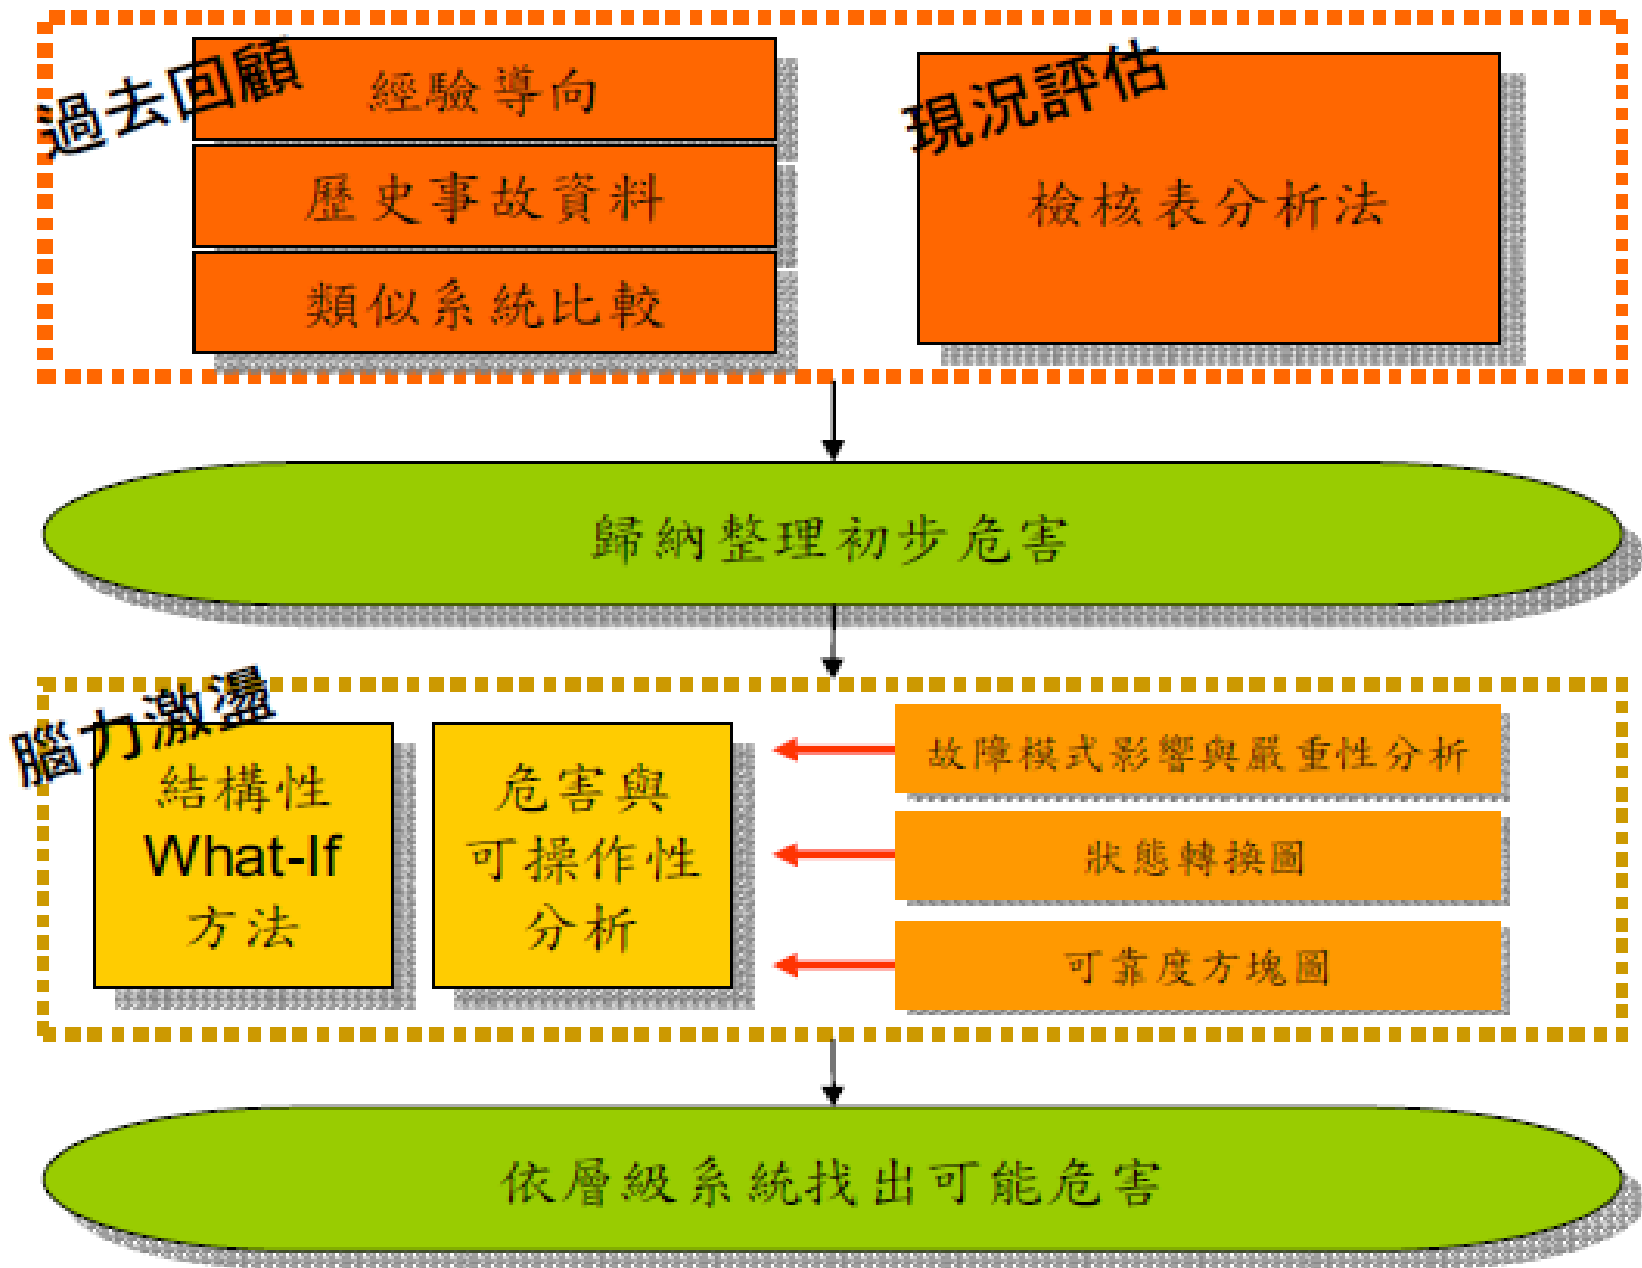 過去回顧
經驗導向
歷史事故資料
類似系統比較
現況評估
檢核表分析法
歸納整理初步危害
腦力激盪
結構性
What-If
方法
危害與
可操作性
分析
故障模式影響與嚴重性分析
狀態轉換圖
可靠度方塊圖
依層級系統找出可能危害